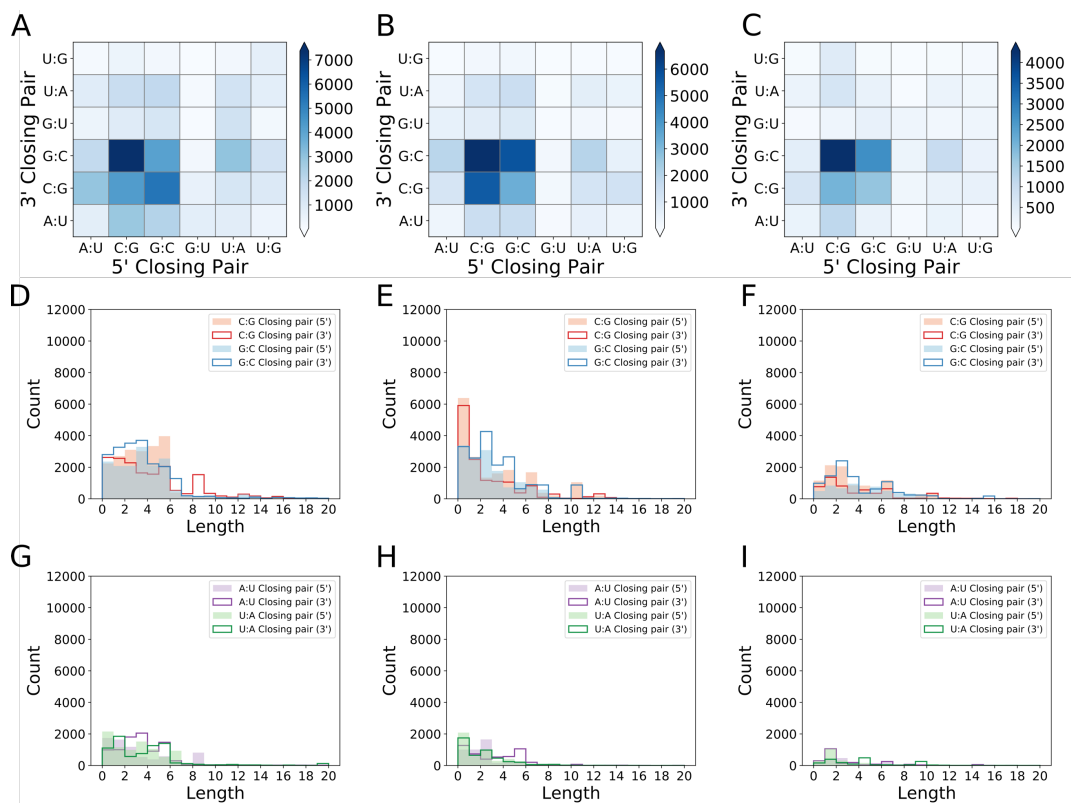 A
B
C
3' Closing Pair
U:G
U:A
G:U
G:C
C:G
A:U
A:U C:G G:C G:U U:A U:G
5' Closing Pair
7000
6000
5000
4000
3000
2000
1000
3' Closing Pair
U:G
U:A
G:U
G:C
C:G
A:U
A:U C:G G:C G:U U:A U:G
5' Closing Pair
6000
5000
4000
3000
2000
1000
3' Closing Pair
U:G
U:A
G:U
G:C
C:G
A:U
A:U C:G G:C G:U U:A U:G
5' Closing Pair
4000
3500
3000
2500
2000
1500
1000
500
D
Count
12000
10000
8000
6000
4000
2000
0
C:G Closing pair (5')
C:G Closing pair (3')
G:C Closing pair (5')
G:C Closing pair (3')
0 2 4 6 8 10 12 14 16 18 20
Length
E
Count
12000
10000
8000
6000
4000
2000
0
C:G Closing pair (5')
C:G Closing pair (3')
G:C Closing pair (5')
G:C Closing pair (3')
0 2 4 6 8 10 12 14 16 18 20
Length
F
Count
12000
10000
8000
6000
4000
2000
0
C:G Closing pair (5')
C:G Closing pair (3')
G:C Closing pair (5')
G:C Closing pair (3')
0 2 4 6 8 10 12 14 16 18 20
Length
G
Count
12000
10000
8000
6000
4000
2000
0
A:U Closing pair (5')
A:U Closing pair (3')
U:A Closing pair (5')
U:A Closing pair (3')
0 2 4 6 8 10 12 14 16 18 20
Length
H
Count
12000
10000
8000
6000
4000
2000
0
A:U Closing pair (5')
A:U Closing pair (3')
U:A Closing pair (5')
U:A Closing pair (3')
0 2 4 6 8 10 12 14 16 18 20
Length
I
Count
12000
10000
8000
6000
4000
2000
0
A:U Closing pair (5')
A:U Closing pair (3')
U:A Closing pair (5')
U:A Closing pair (3')
0 2 4 6 8 10 12 14 16 18 20
Length